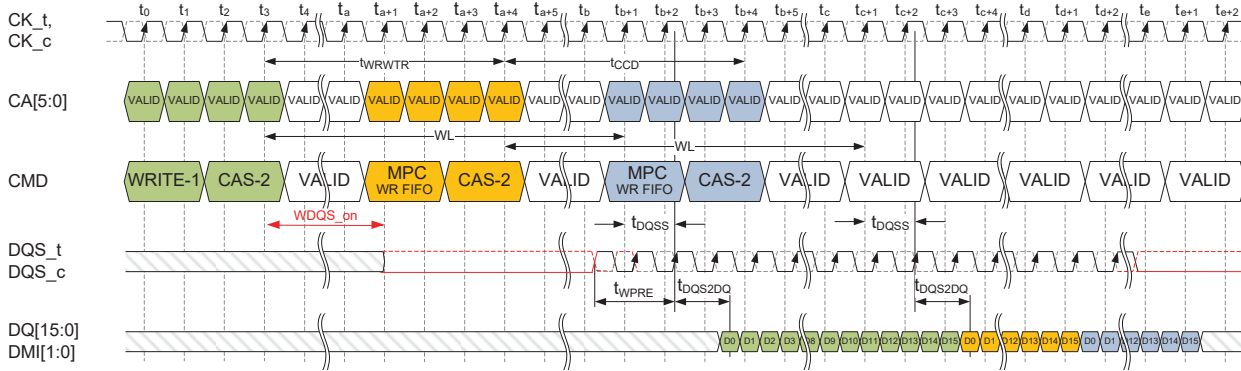 CK_t, t0 t1 t2 t3 t4 ta ta+1 ta+2 ta+3 ta+4 ta+5 tb tb+1 tb+2 tb+3 tb+4 tb+5 tc tc+1 tc+2 tc+3 tc+4 td td+1 td+2 te te+1 te+2
CK_c
tWRWTR tCCD
CA[5:0] VALID VALID VALID VALID VALID VALID VALID VALID VALID VALID VALID VALID VALID VALID VALID VALID VALID VALID VALID VALID VALID VALID VALID VALID VALID VALID VALID VALID
WL WL
CMD WRITE-1 CAS-2 VALID MPC WR FIFO CAS-2 VALID MPC WR FIFO CAS-2 VALID VALID VALID VALID VALID VALID
WDQS_on tDQSS tDQSS
DQS_t
DQS_c
tWPRE tDQS2DQ tDQS2DQ
DQ[15:0]
DMI[1:0] D0 D1 D2 D3 D8 D9 D10 D11 D12 D13 D14 D15 D0 D1 D12 D13 D14 D15 D0 D1 D12 D13 D14 D15